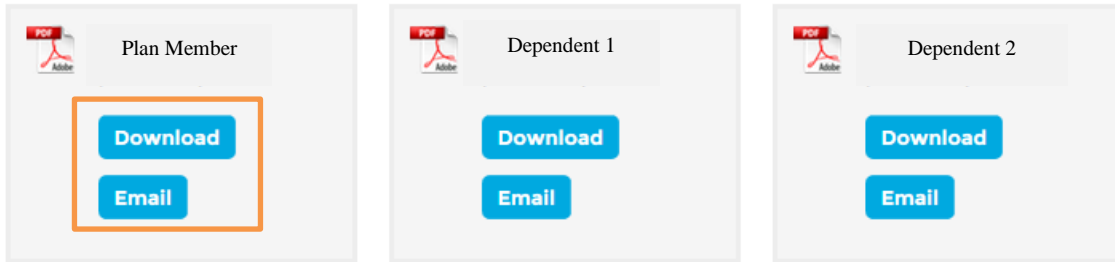 PDF
Adobe
Plan Member
Download
Email
PDF
Adobe
Dependent 1
Download
Email
PDF
Adobe
Dependent 2
Download
Email